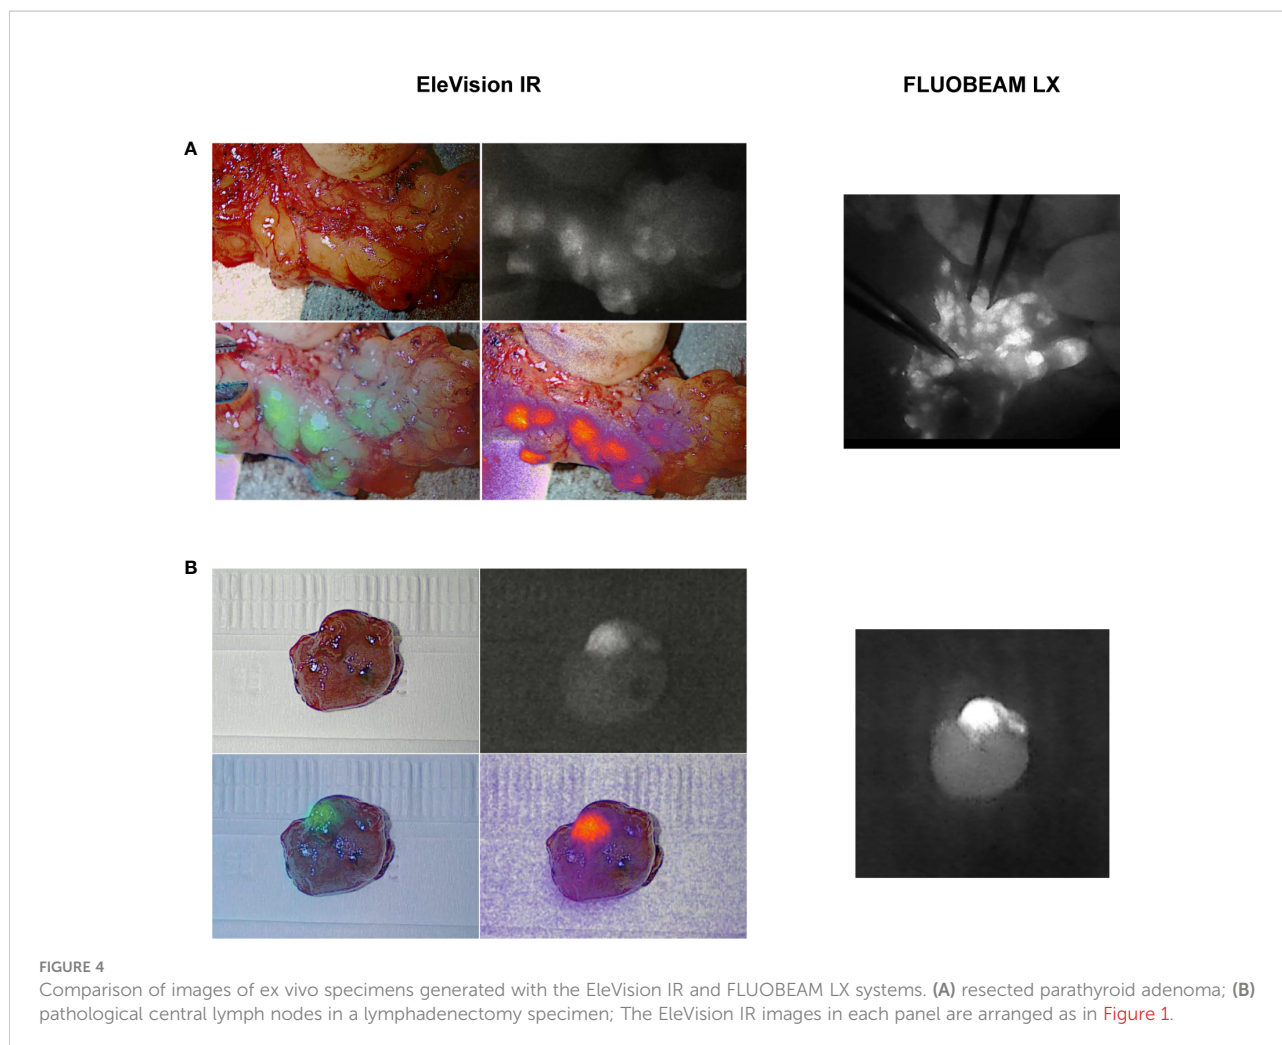 EleVision IR
FLUOBEAM LX
A
B
FIGURE 4
Comparison of images of ex vivo specimens generated with the EleVision IR and FLUOBEAM LX systems. (A) resected parathyroid adenoma; (B)
pathological central lymph nodes in a lymphadenectomy specimen; The EleVision IR images in each panel are arranged as in Figure 1.